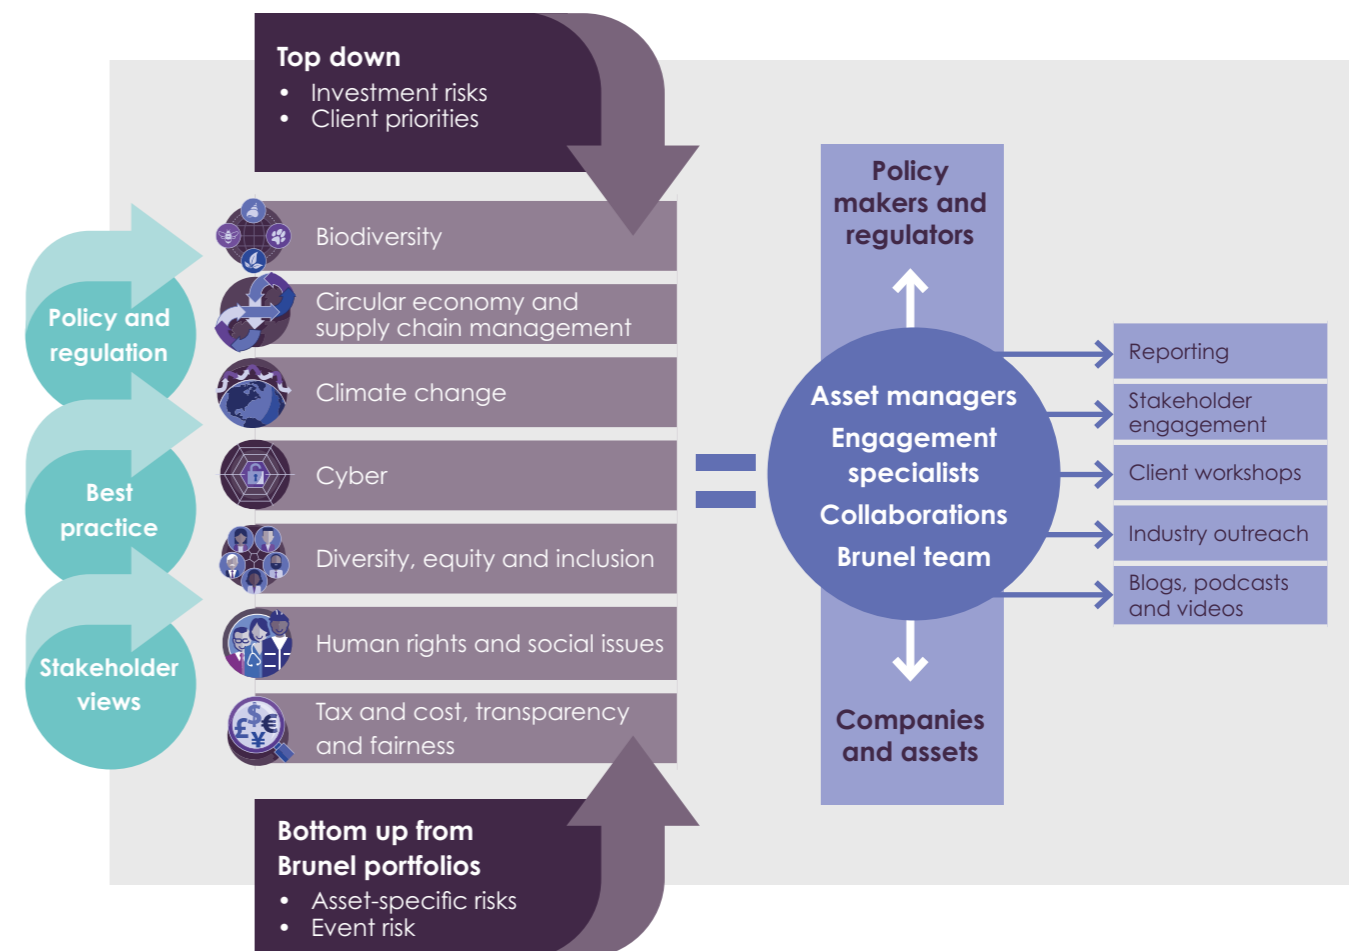 Top down
• Investment risks
• Client priorities
Policy and
regulation
Best
practice
Stakeholder
views
Biodiversity
Circular economy and
supply chain management
Climate change
Cyber
Diversity, equity and inclusion
Human rights and social issues
£$€
¥
Tax and cost, transparency
and fairness
Bottom up from
Brunel portfolios
• Asset-specific risks
• Event risk
=
Policy
makers and
regulators
Asset managers
Engagement
specialists
Collaborations
Brunel team
Companies
and assets
Reporting
Stakeholder
engagement
Client workshops
Industry outreach
Blogs, podcasts
and videos